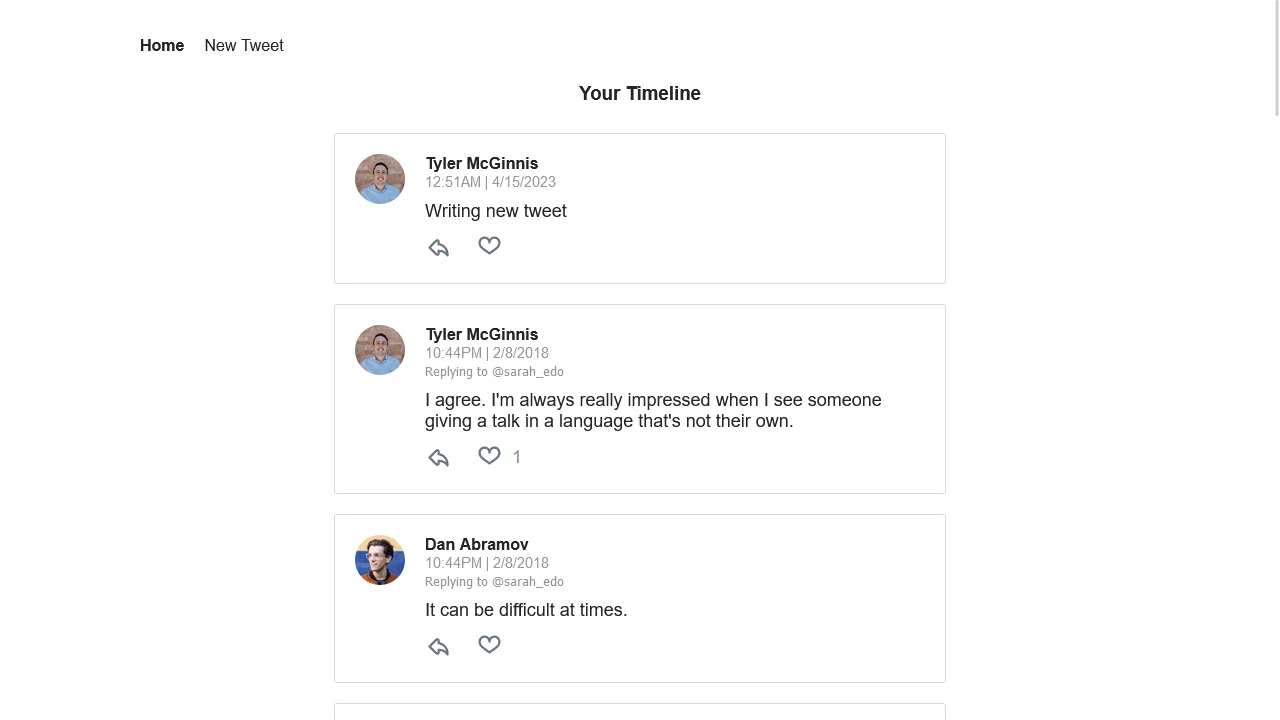 Home New Tweet
Your Timeline
Tyler McGinnis
12:51AM | 4/15/2023
Writing new tweet
Tyler McGinnis
10:44PM | 2/8/2018
Replying to @sarah_edo
I agree. I'm always really impressed when I see someone
giving a talk in a language that's not their own.
1
Dan Abramov
10:44PM | 2/8/2018
Replying to @sarah_edo
It can be difficult at times.